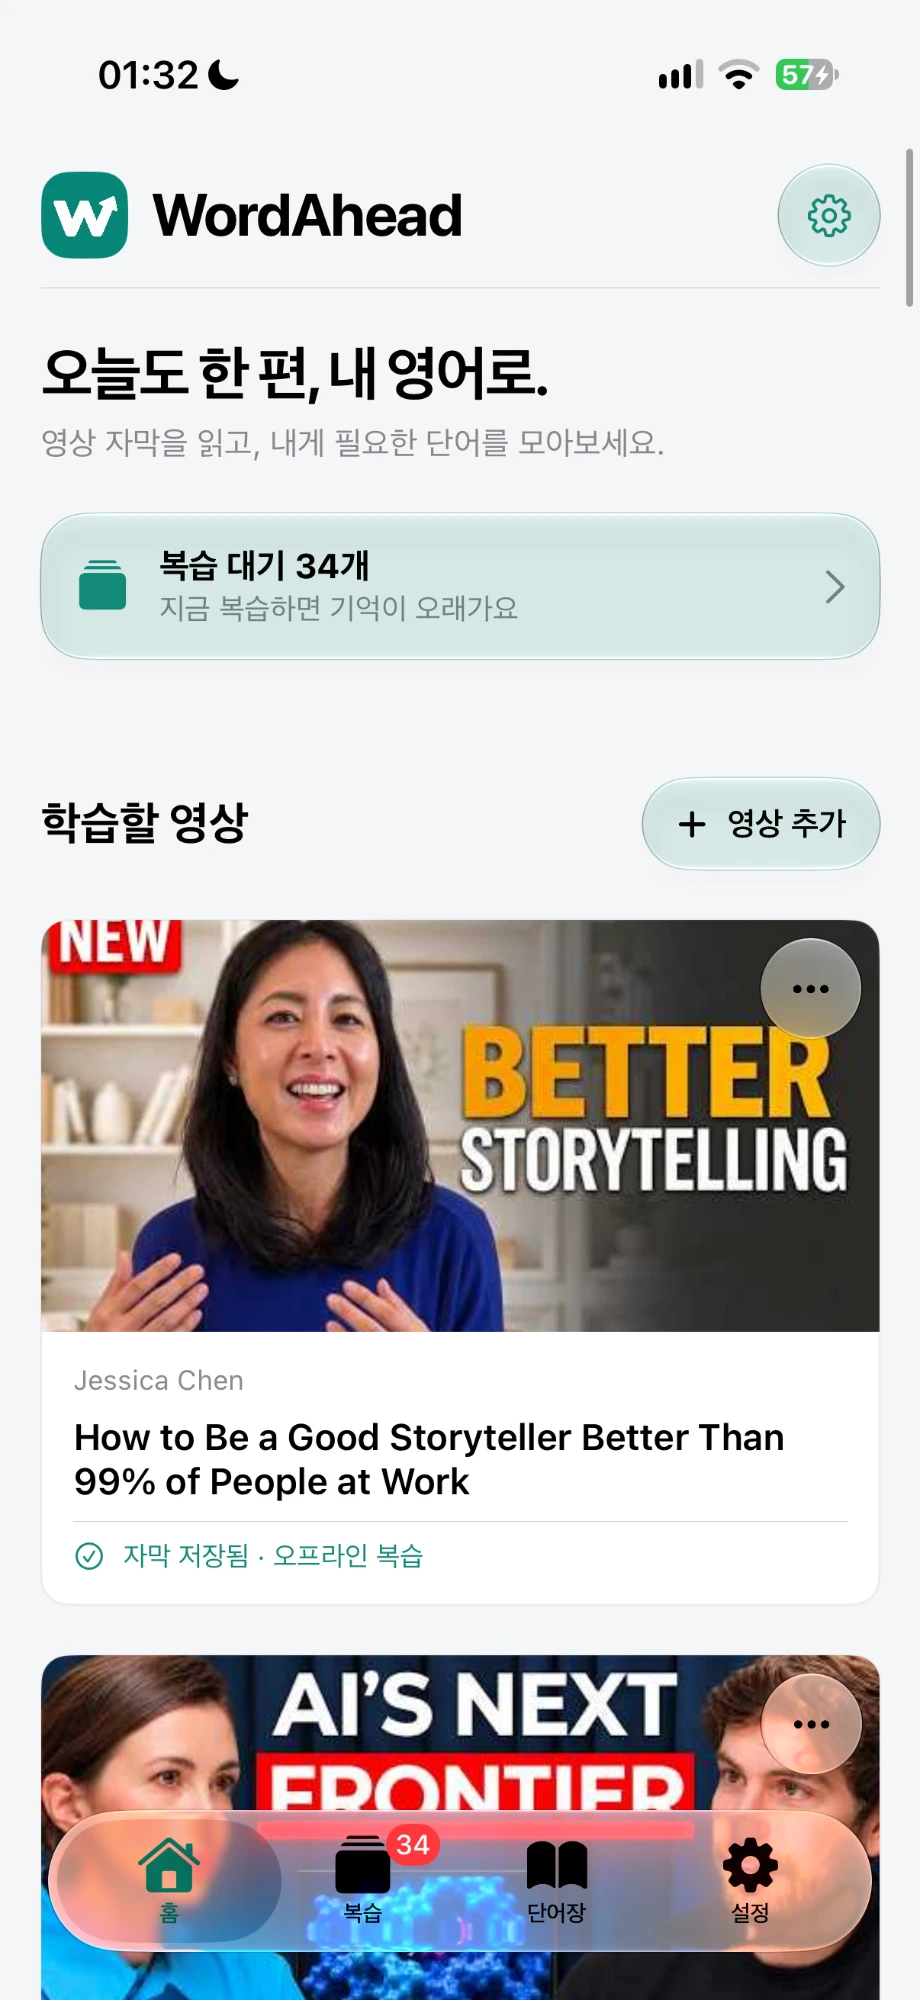 01:32
57
WordAhead
오늘도 한 편, 내 영어로.
영상 자막을 읽고, 내게 필요한 단어를 모아보세요.
복습 대기 34개
지금 복습하면 기억이 오래가요
학습할 영상
+ 영상 추가
NEW
BETTER
STORYTELLING
Jessica Chen
How to Be a Good Storyteller Better Than
99% of People at Work
자막 저장됨 · 오프라인 복습
AI'S NEXT
FRONTIER
34
홈
복습
단어장
설정